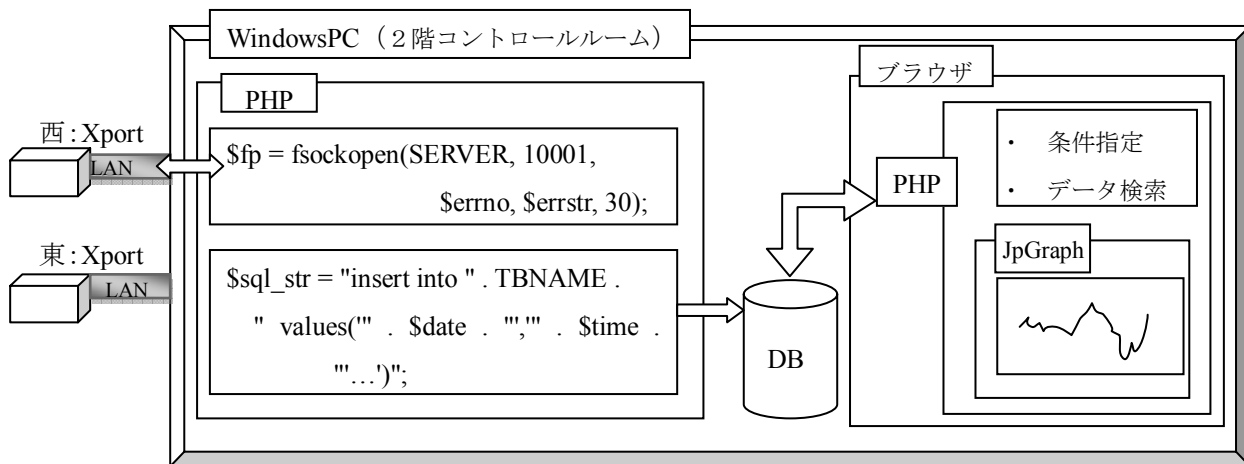 WindowsPC（２階コントロールルーム）
西：Xport
LAN
東：Xport
LAN
PHP
$fp = fsockopen(SERVER, 10001,
$errno, $errstr, 30);
$sql_str = "insert into " . TBNAME .
" values('" . $date . "','" . $time .
"'…')";
DB
ブラウザ
PHP
・ 条件指定
・ データ検索
JpGraph